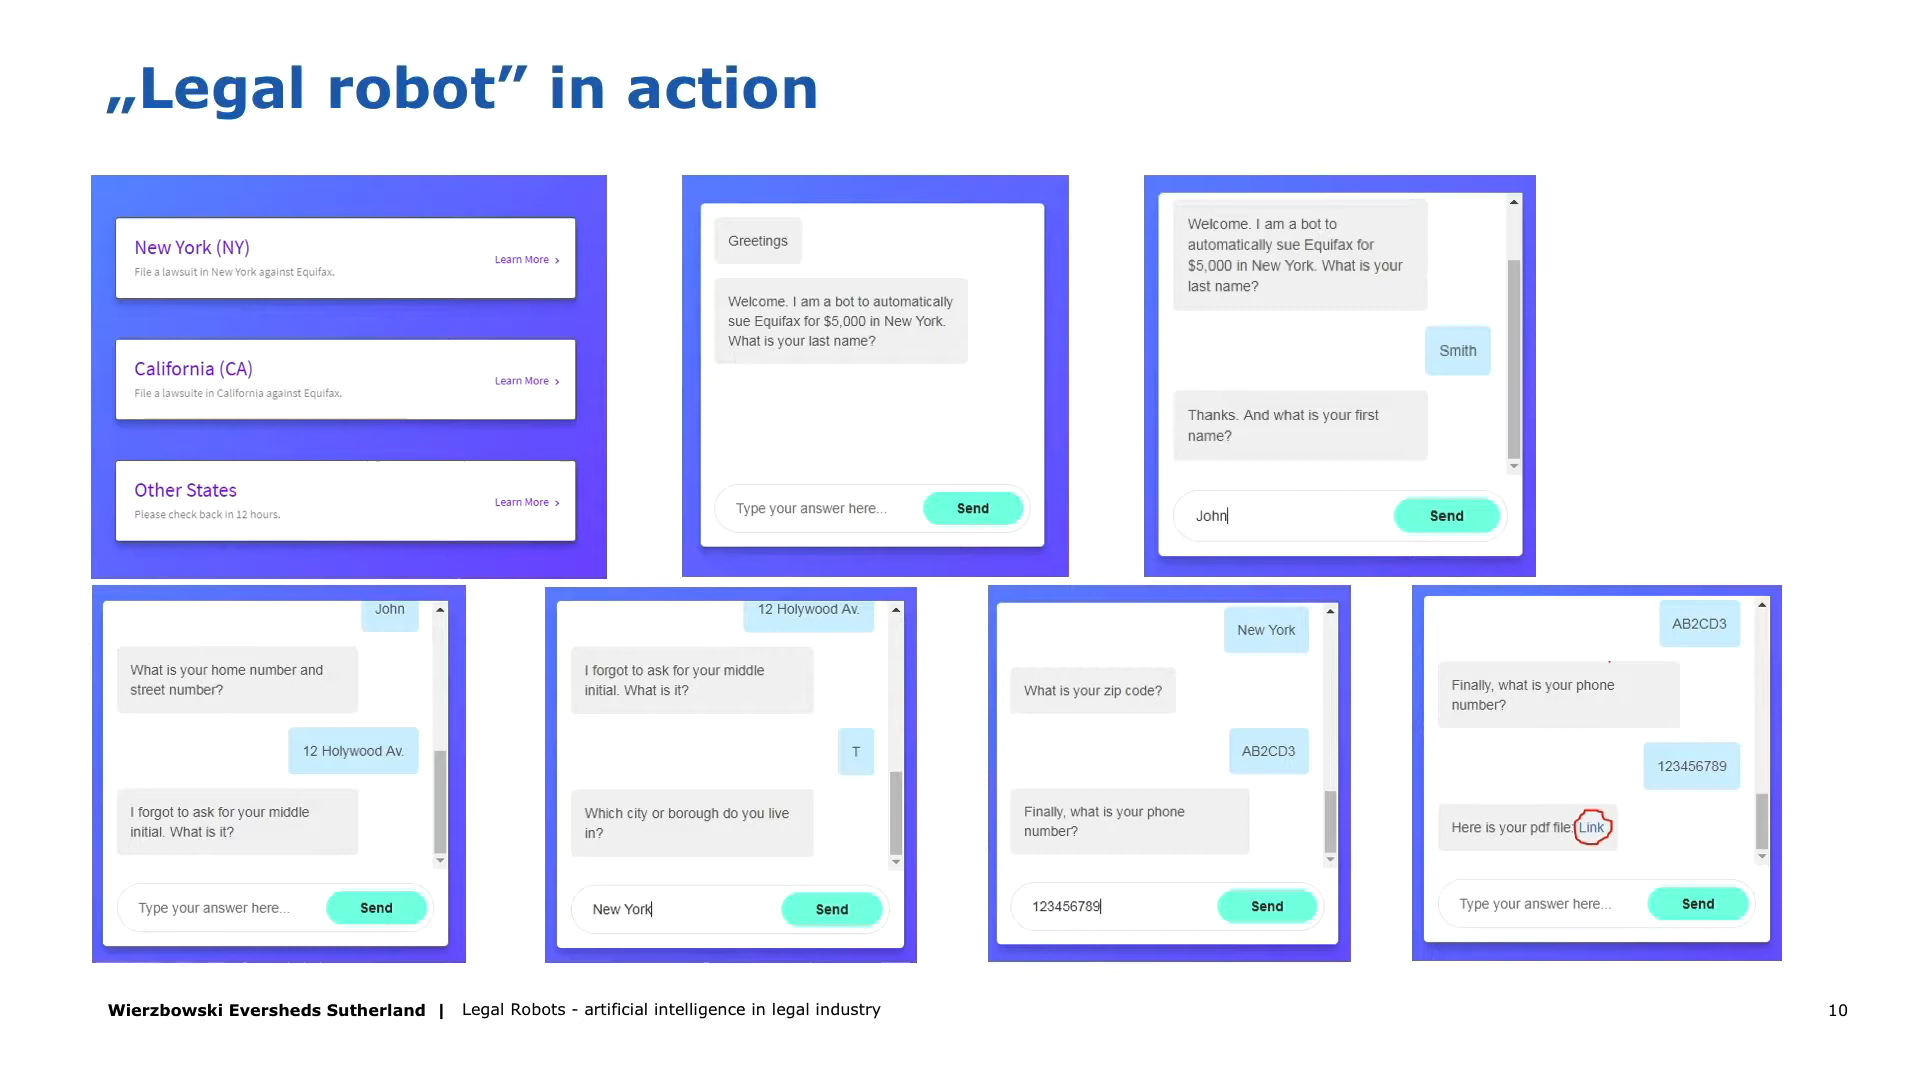 „Legal robot” in action
New York (NY)
File a lawsuit in New York against Equifax.
Learn More ›
California (CA)
File a lawsuite in California against Equifax.
Learn More ›
Other States
Please check back in 12 hours.
Learn More ›
Greetings
Welcome. I am a bot to automatically
sue Equifax for $5,000 in New York.
What is your last name?
Type your answer here...
Send
Welcome. I am a bot to
automatically sue Equifax for
$5,000 in New York. What is your
last name?
Smith
Thanks. And what is your first
name?
John
Send
John
What is your home number and
street number?
12 Holywood Av.
I forgot to ask for your middle
initial. What is it?
Type your answer here...
Send
12 Holywood Av.
I forgot to ask for your middle
initial. What is it?
T
Which city or borough do you live
in?
New York
Send
New York
What is your zip code?
AB2CD3
Finally, what is your phone
number?
123456789
Send
AB2CD3
Finally, what is your phone
number?
123456789
Here is your pdf file: Link
Type your answer here...
Send
Wierzbowski Eversheds Sutherland | Legal Robots - artificial intelligence in legal industry
10